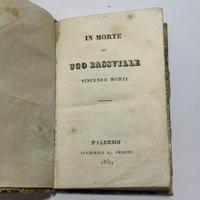 IN MORTE
DI
UGO BASSVILLE
VINCENZO MONTI
PALERMO
1839